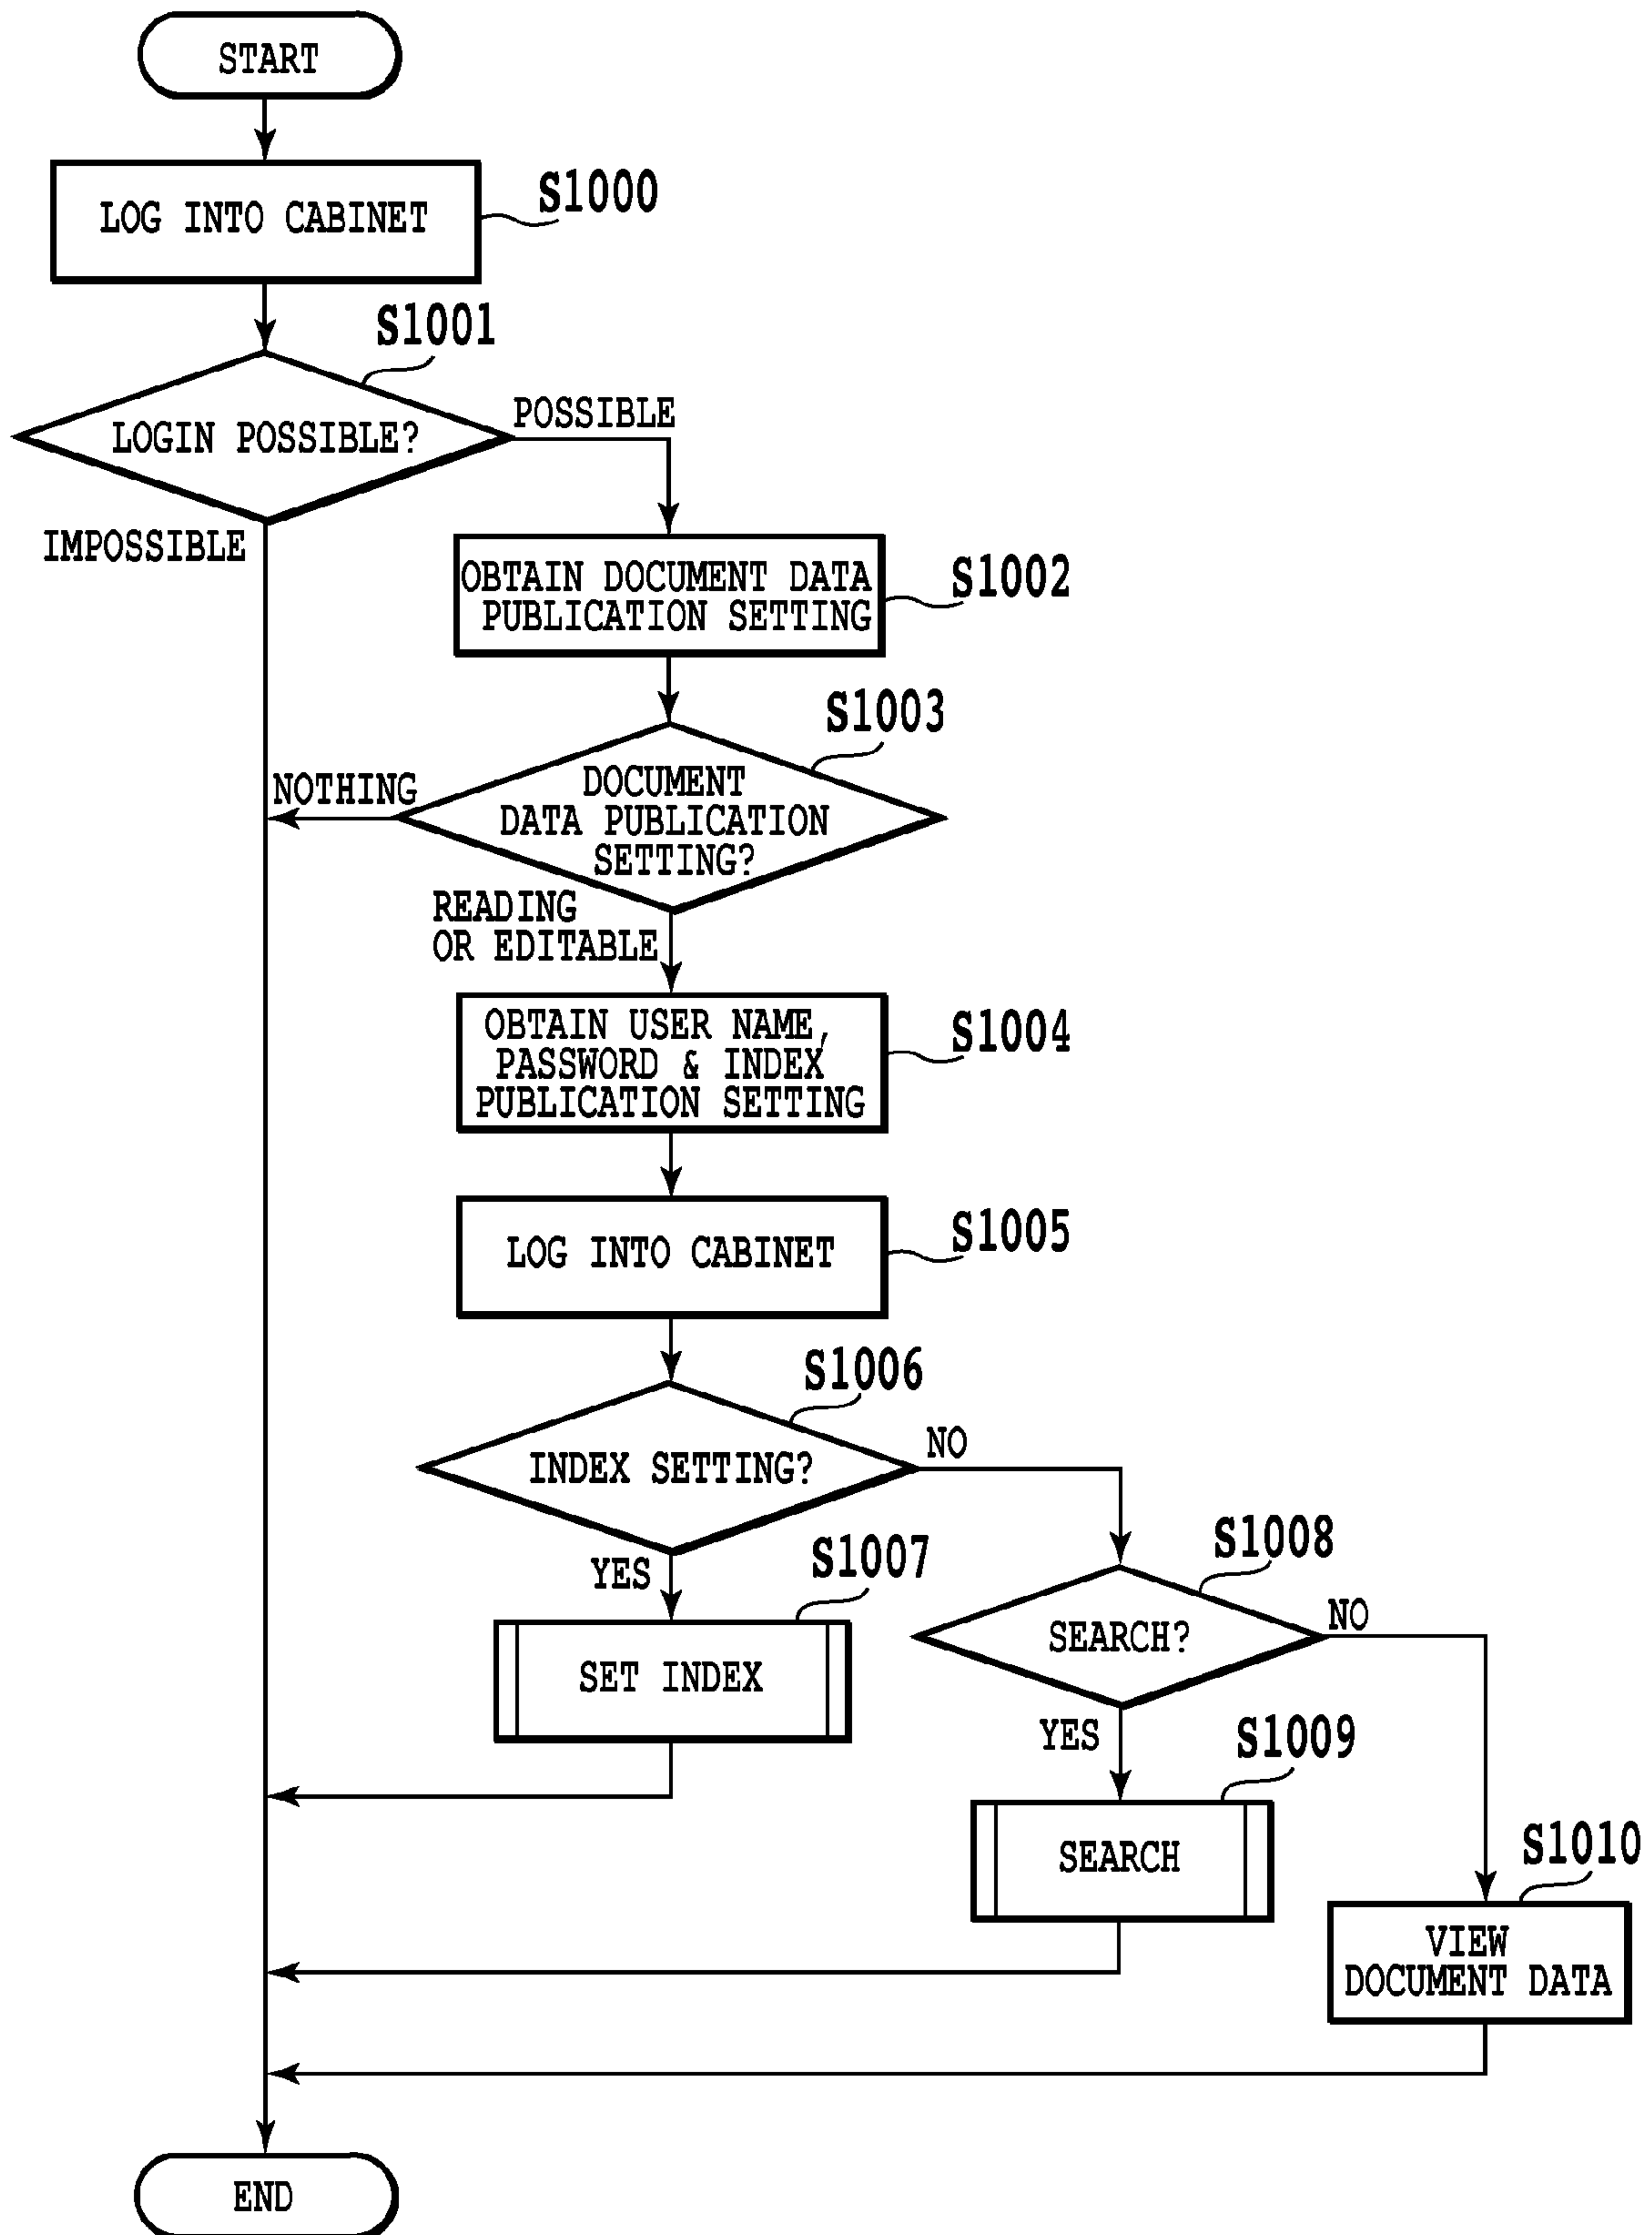 START
LOG INTO CABINET
S1000
S1001
LOGIN POSSIBLE?
POSSIBLE
IMPOSSIBLE
OBTAIN DOCUMENT DATA
PUBLICATION SETTING
S1002
S1003
DOCUMENT
DATA PUBLICATION
SETTING?
NOTHING
READING
OR EDITABLE
OBTAIN USER NAME,
PASSWORD & INDEX
PUBLICATION SETTING
S1004
LOG INTO CABINET
S1005
S1006
INDEX SETTING?
NO
YES
S1007
SET INDEX
S1008
SEARCH?
NO
YES
S1009
SEARCH
S1010
VIEW
DOCUMENT DATA
END